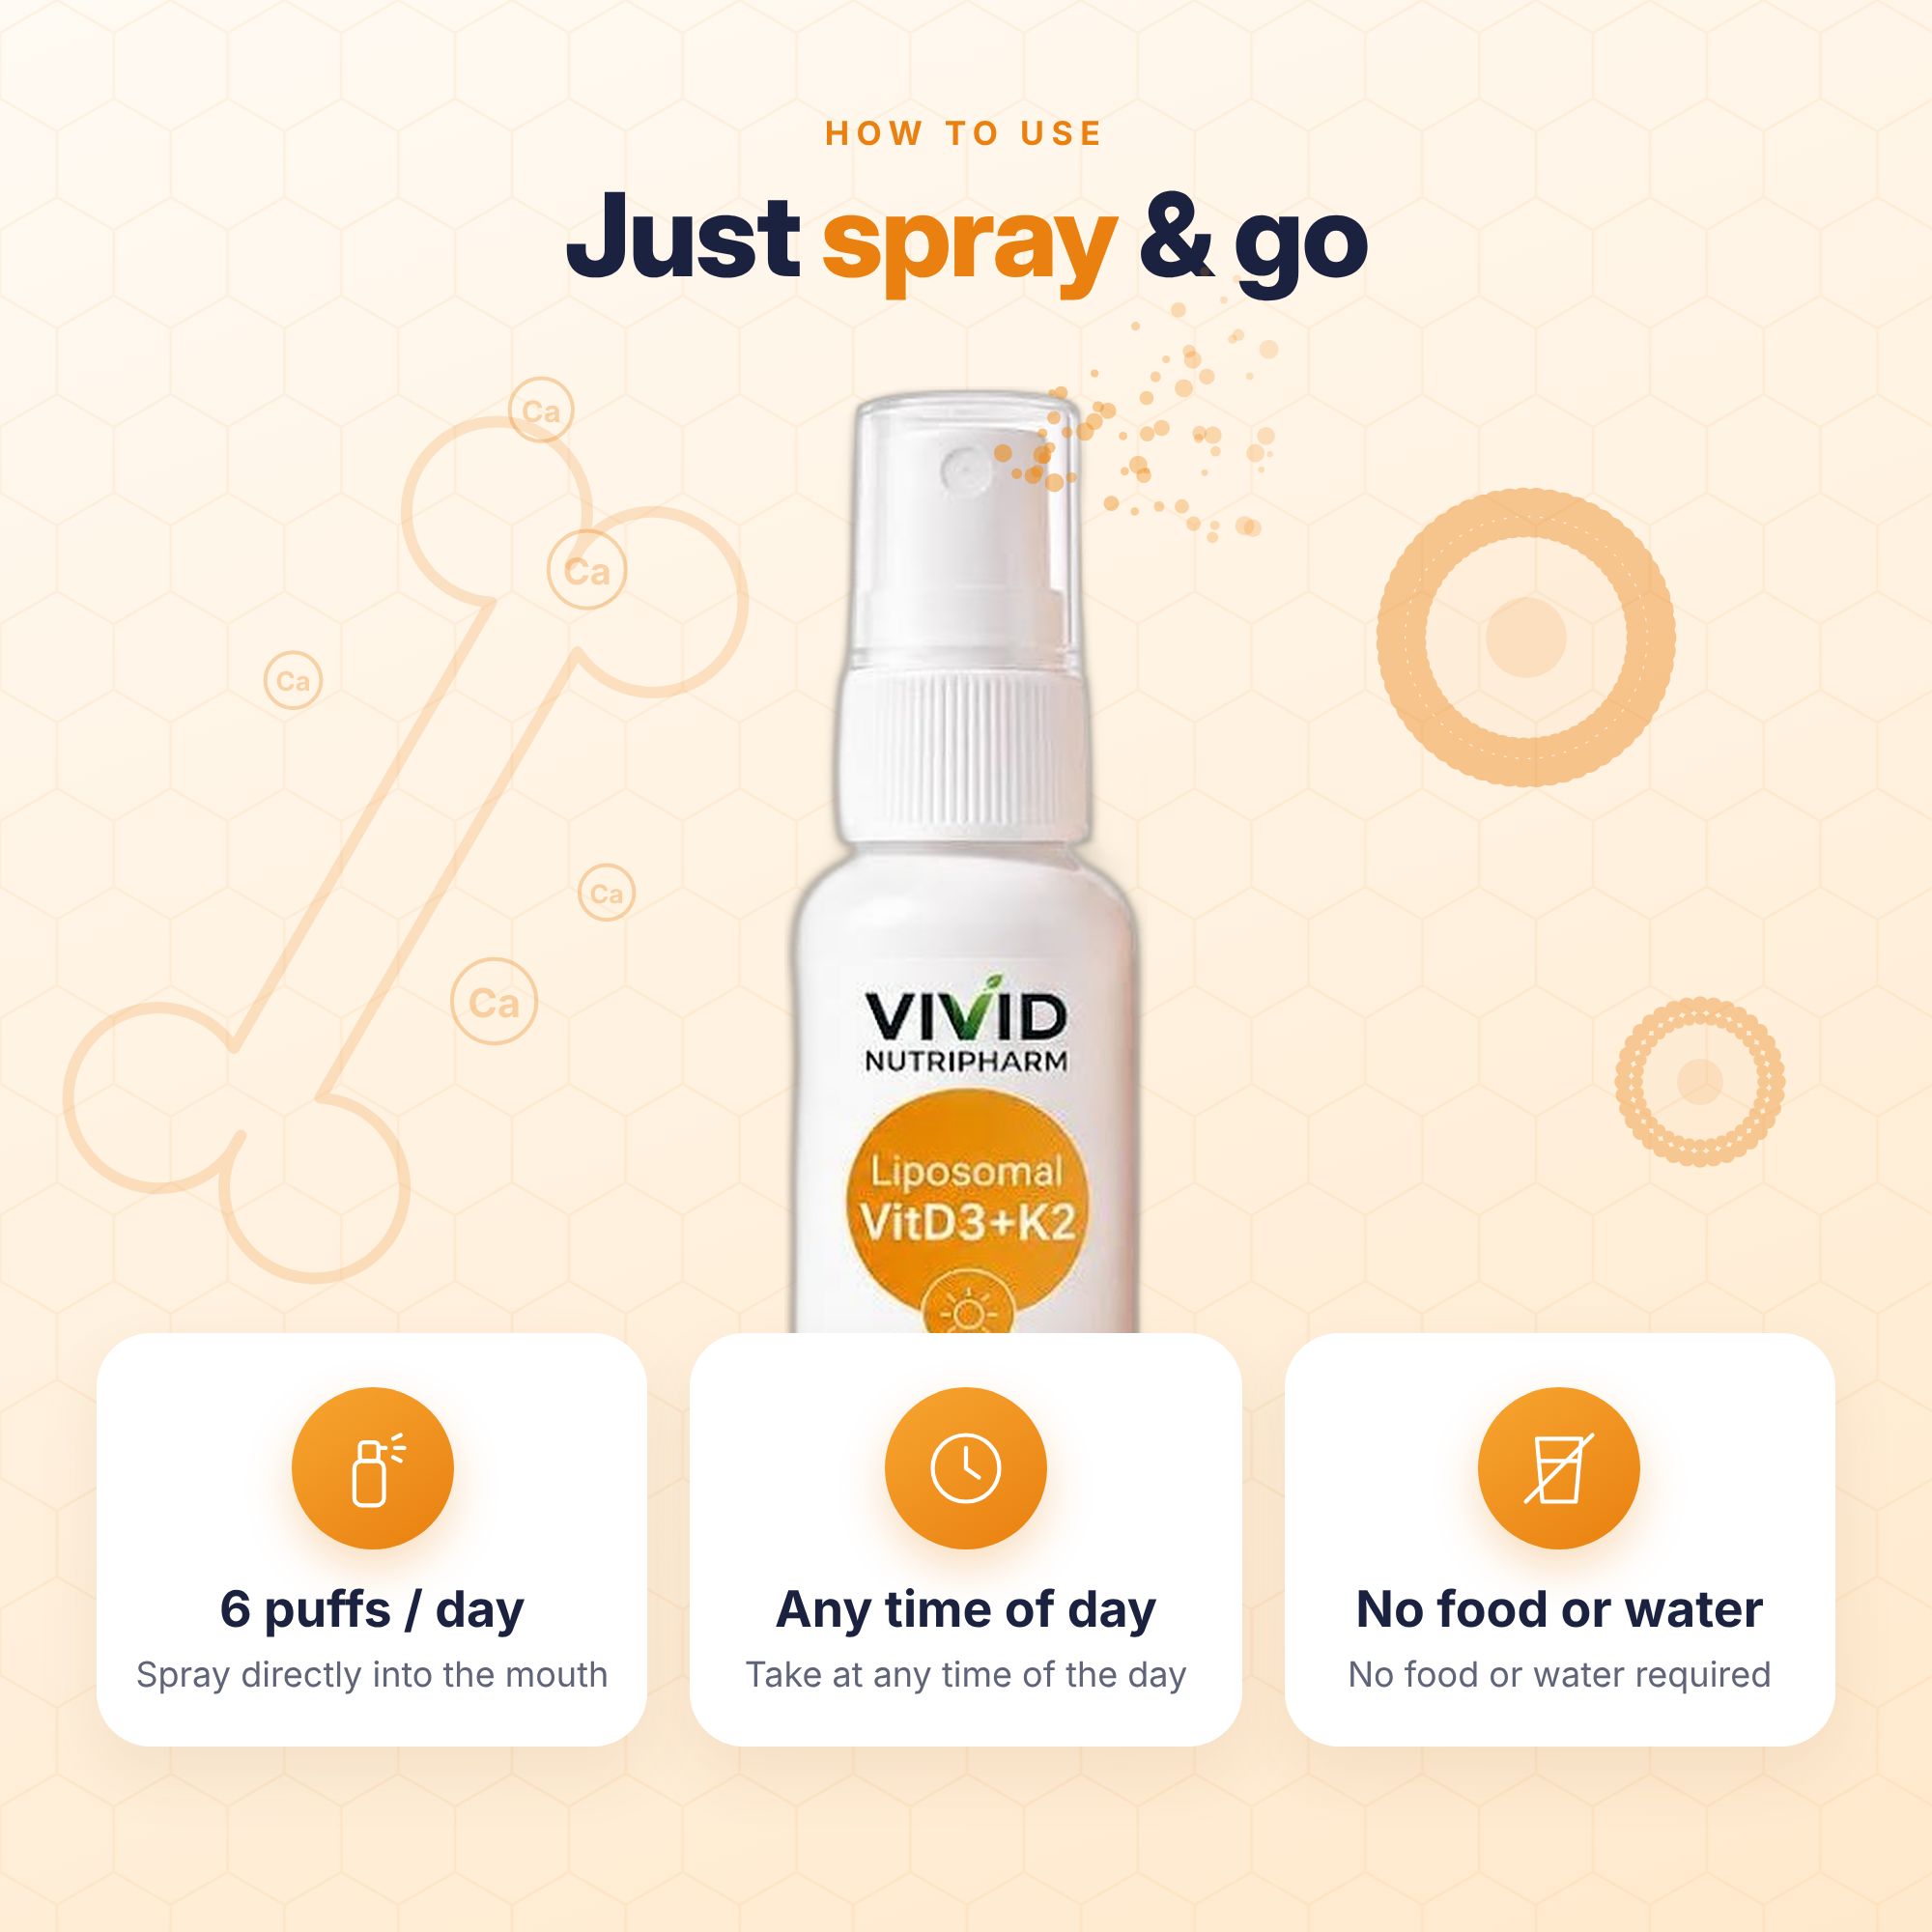 HOW TO USE
Just spray & go
Ca
Ca
Ca
Ca
Ca
VIVID
NUTRIPHARM
Liposomal
VitD3+K2
6 puffs / day
Spray directly into the mouth
Any time of day
Take at any time of the day
No food or water
No food or water required